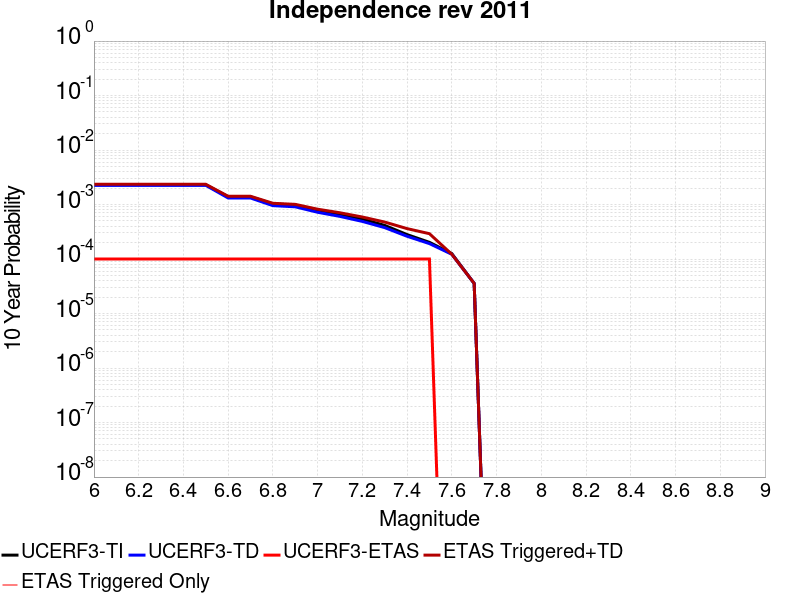 Independence rev 2011
10 Year Probability
10^0
10^-1
10^-2
10^-3
10^-4
10^-5
10^-6
10^-7
10^-8
6 6.2 6.4 6.6 6.8 7 7.2 7.4 7.6 7.8 8 8.2 8.4 8.6 8.8 9
Magnitude
UCERF3-TI UCERF3-TD UCERF3-ETAS ETAS Triggered+TD
ETAS Triggered Only